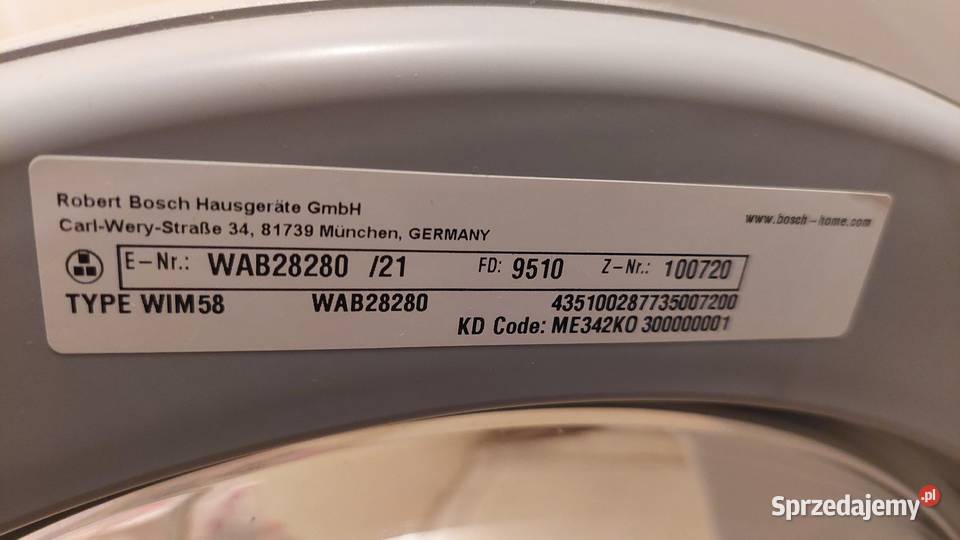 Robert Bosch Hausgeräte GmbH
Carl-Wery-Straße 34, 81739 München, GERMANY
www.bosch-home.com
E-Nr.: WAB28280 /21 FD: 9510 Z-Nr.: 100720
TYPE WIM58 WAB28280 435100287735007200
KD Code: ME342KO 300000001
Sprzedajemy.pl